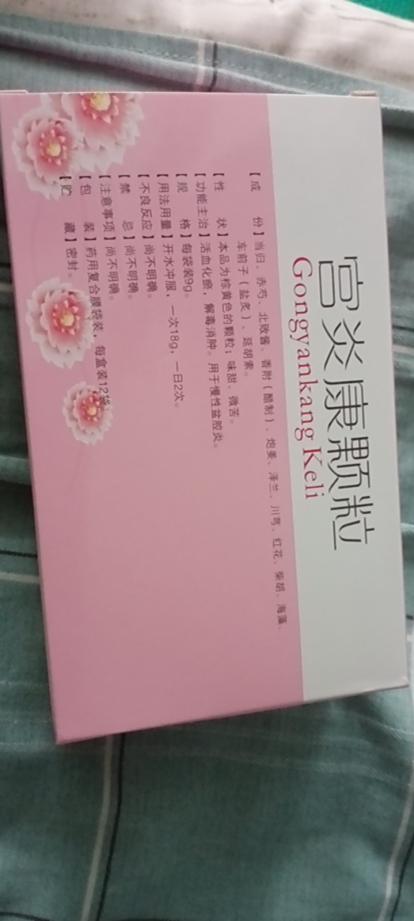 宫炎康颗粒
Gongyankang Keli
【成　份】当归、赤芍、北败酱、香附（醋制）、炮姜、泽兰、川芎、红花、柴胡、海藻、
车前子（盐炙）、延胡索。
【性　状】本品为棕黄色的颗粒；味甜、微苦。
【功能主治】活血化瘀，解毒消肿。用于慢性盆腔炎。
【规　格】每袋装9g。
【用法用量】开水冲服，一次18g，一日2次。
【不良反应】尚不明确。
【禁　忌】尚不明确。
【注意事项】尚不明确。
【包　装】药用复合膜袋装，每盒装12袋
【贮　藏】密封。